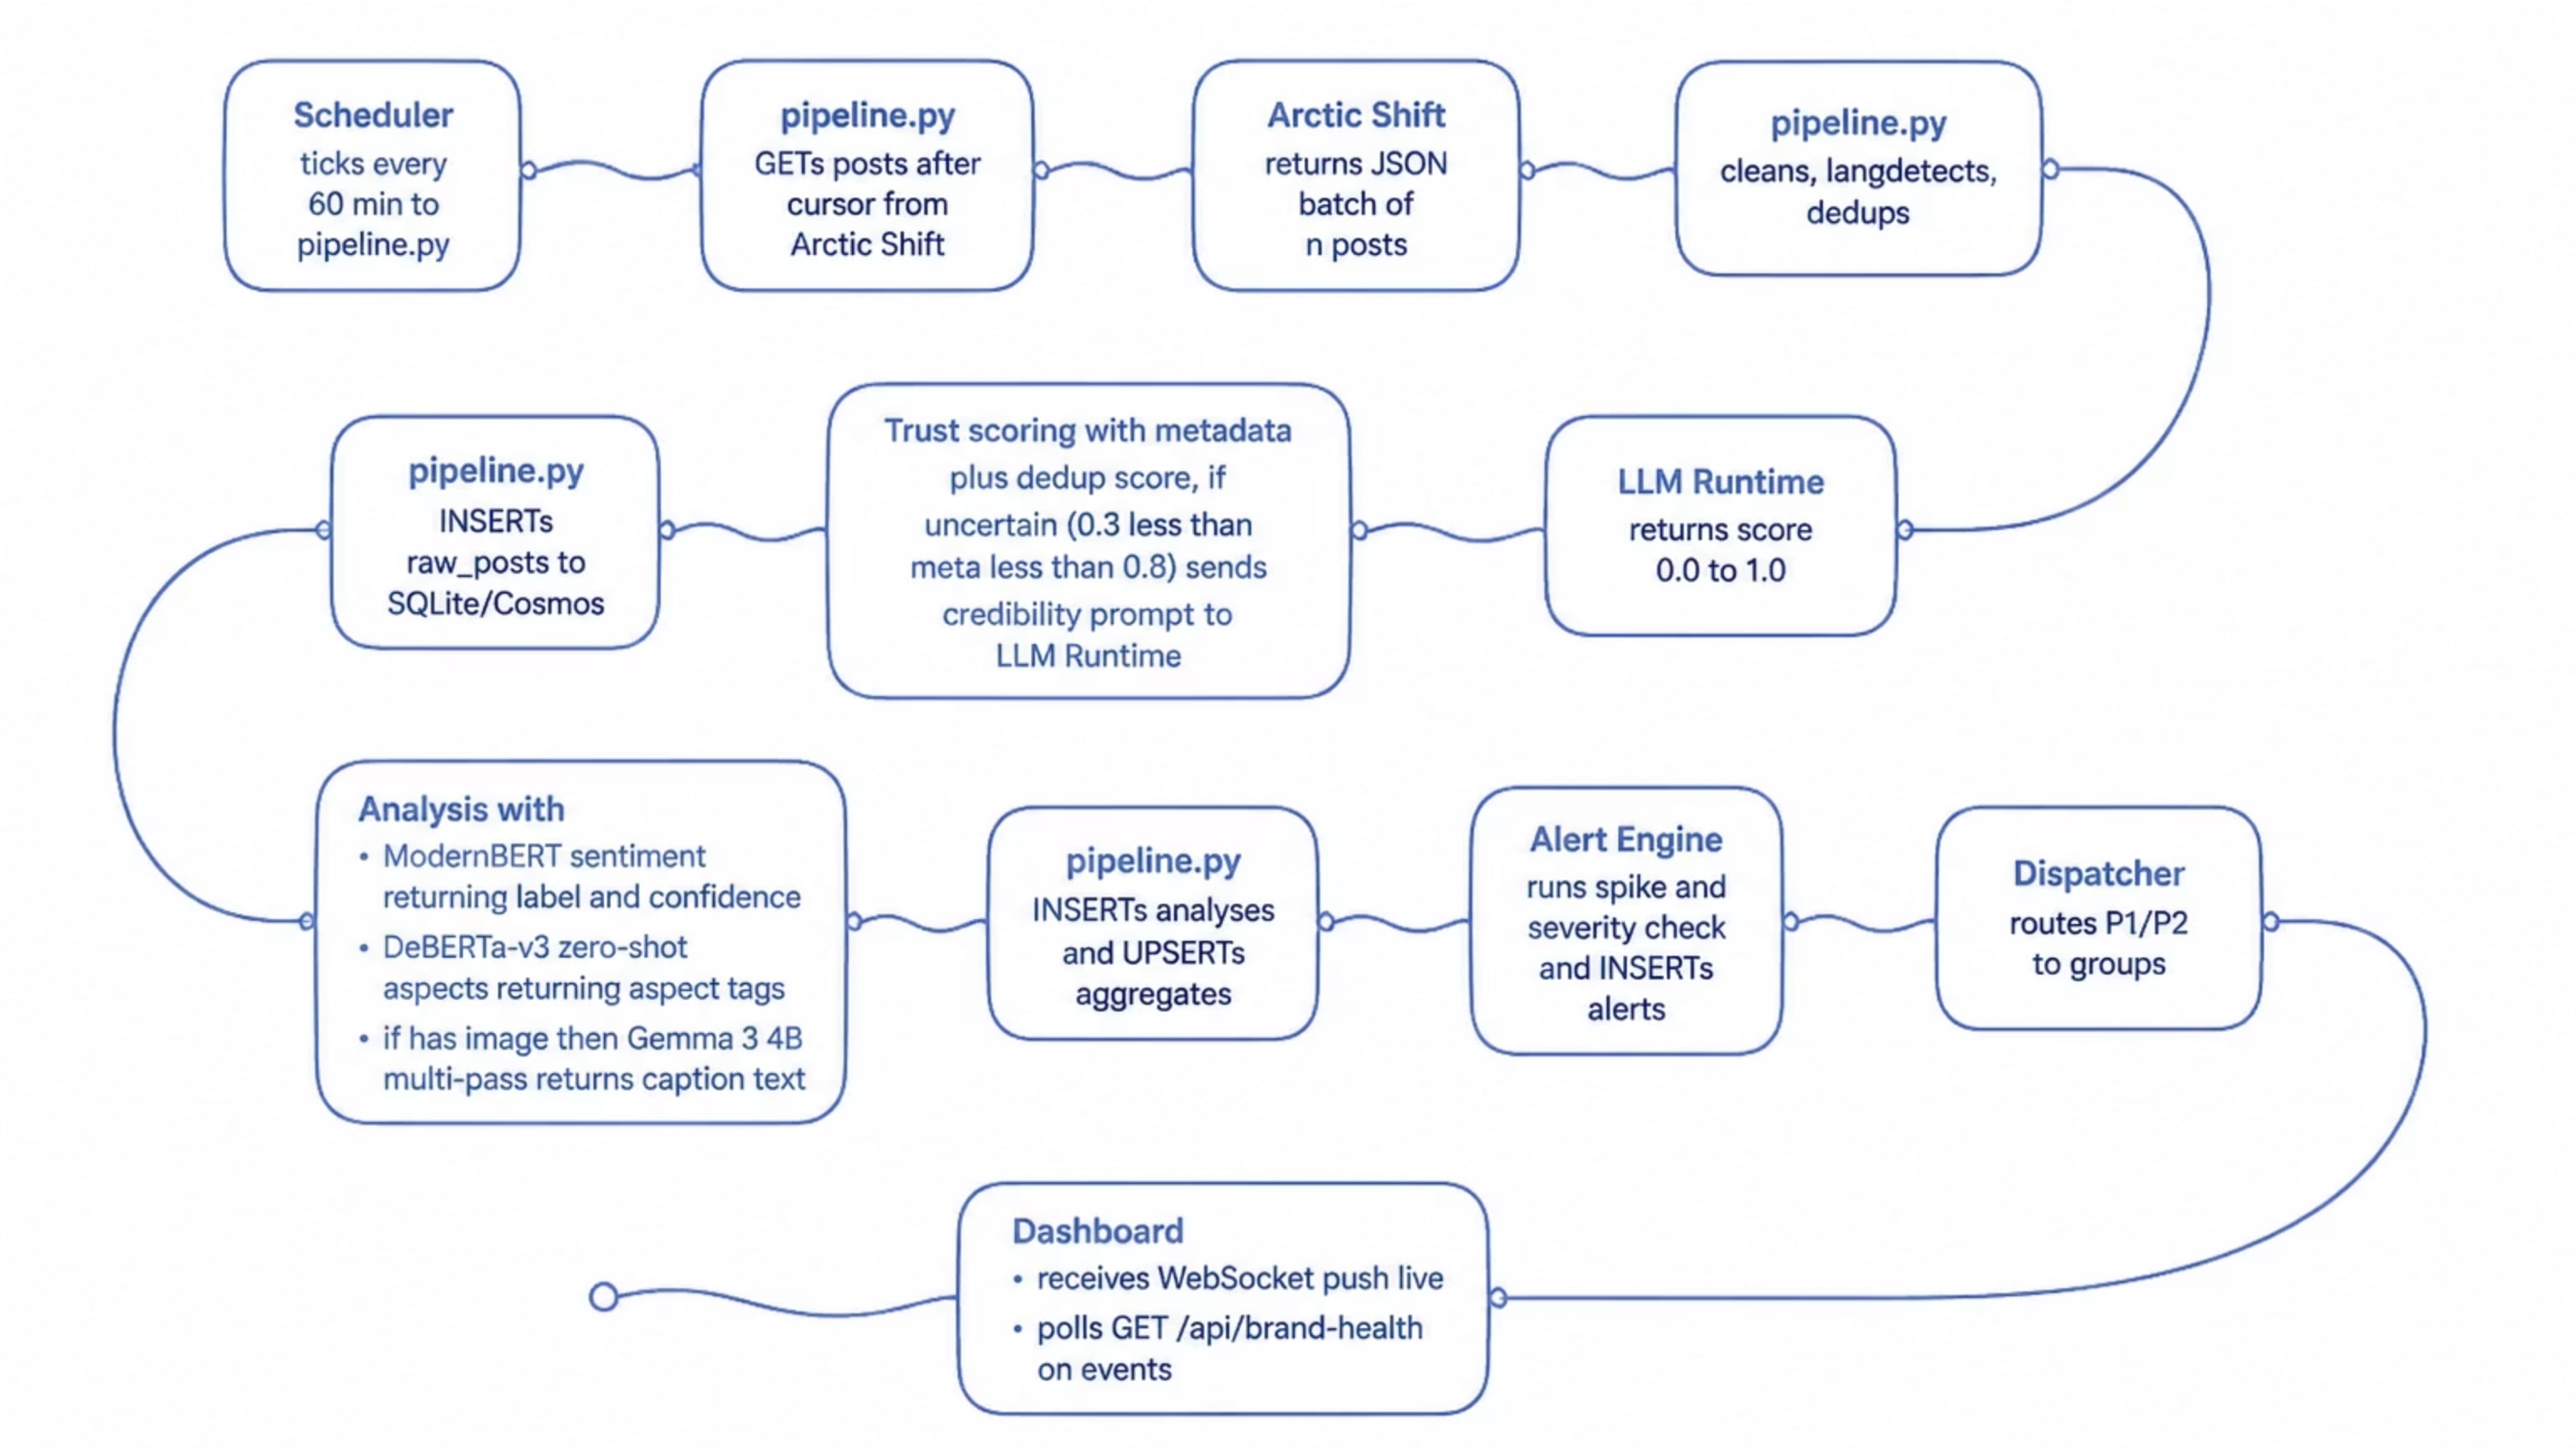 Scheduler
ticks every
60 min to
pipeline.py
pipeline.py
GETs posts after
cursor from
Arctic Shift
Arctic Shift
returns JSON
batch of
n posts
pipeline.py
cleans, langdetects,
dedups
LLM Runtime
returns score
0.0 to 1.0
Trust scoring with metadata
plus dedup score, if
uncertain (0.3 less than
meta less than 0.8) sends
credibility prompt to
LLM Runtime
pipeline.py
INSERTs
raw_posts to
SQLite/Cosmos
Analysis with
• ModernBERT sentiment
returning label and confidence
• DeBERTa-v3 zero-shot
aspects returning aspect tags
• if has image then Gemma 3 4B
multi-pass returns caption text
pipeline.py
INSERTs analyses
and UPSERTs
aggregates
Alert Engine
runs spike and
severity check
and INSERTs
alerts
Dispatcher
routes P1/P2
to groups
Dashboard
• receives WebSocket push live
• polls GET /api/brand-health
on events